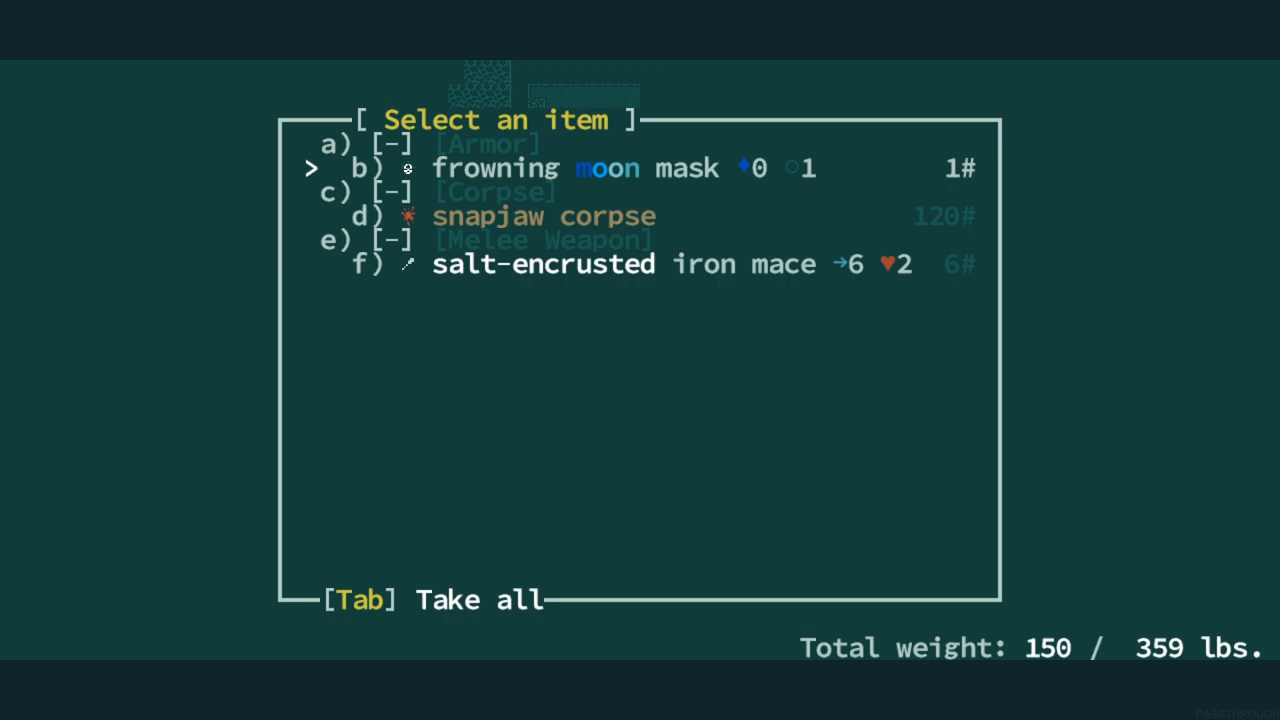 [ Select an item ]
a) [-] [Armor]
> b) frowning moon mask ♦0 ○1 1#
c) [-] [Corpse]
d) snapjaw corpse 120#
e) [-] [Melee Weapon]
f) salt-encrusted iron mace →6 ♥2 6#
[Tab] Take all
Total weight: 150 / 359 lbs.